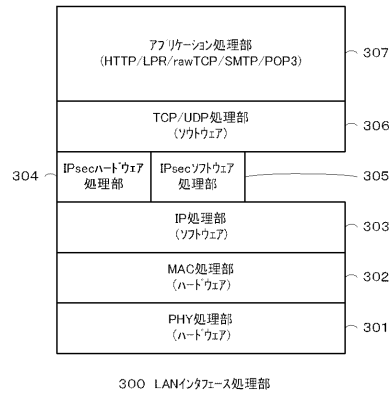 アプリケーション処理部
(HTTP/LPR/rawTCP/SMTP/POP3)
307
TCP/UDP処理部
(ソウトウェア)
306
304
IPsecハードウェア
処理部
IPsecソフトウェア
処理部
305
IP処理部
(ソフトウェア)
303
MAC処理部
(ハードウェア)
302
PHY処理部
(ハードウェア)
301
300 LANインタフェース処理部